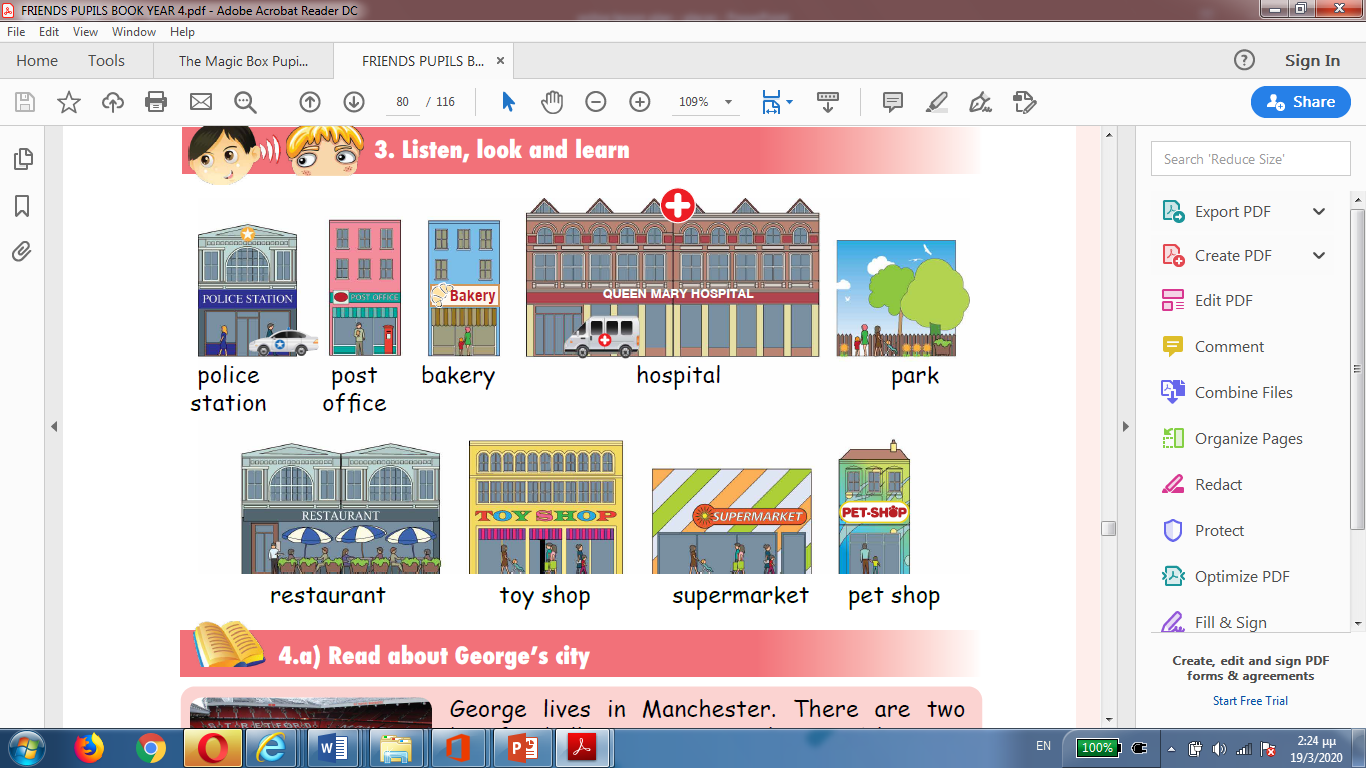 FRIENDS PUPILS BOOK YEAR 4.pdf - Adobe Acrobat Reader DC
File Edit View Window Help
Home Tools The Magic Box Pupi... FRIENDS PUPILS B... × Sign In
80 / 116 109% Share
3. Listen, look and learn
Search 'Reduce Size'
Export PDF
Create PDF
Edit PDF
Comment
Combine Files
Organize Pages
Redact
Protect
Optimize PDF
Fill & Sign
Create, edit and sign PDF
forms & agreements
Start Free Trial
POLICE STATION
POST OFFICE
Bakery
QUEEN MARY HOSPITAL
police
station
post
office
bakery
hospital
park
RESTAURANT
TOY SHOP
SUPERMARKET
PET-SHOP
restaurant
toy shop
supermarket
pet shop
4.a) Read about George's city
STRETFORD
George lives in Manchester. There are two
EN 100% 2:24 μμ
19/3/2020